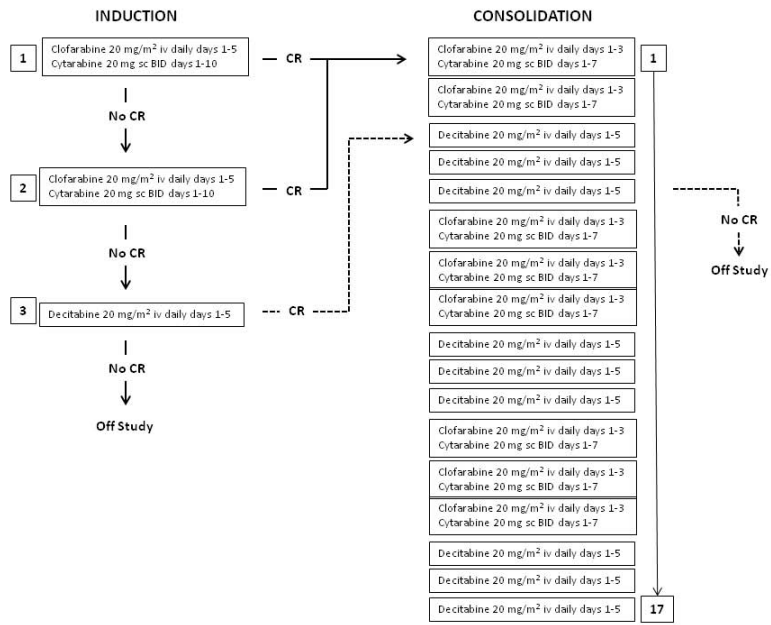 INDUCTION
1
Clofarabine 20 mg/m² iv daily days 1-5
Cytarabine 20 mg sc BID days 1-10
CR
No CR
2
Clofarabine 20 mg/m² iv daily days 1-5
Cytarabine 20 mg sc BID days 1-10
CR
No CR
3
Decitabine 20 mg/m² iv daily days 1-5
CR
No CR
Off Study
CONSOLIDATION
Clofarabine 20 mg/m² iv daily days 1-3
Cytarabine 20 mg sc BID days 1-7
1
Clofarabine 20 mg/m² iv daily days 1-3
Cytarabine 20 mg sc BID days 1-7
Decitabine 20 mg/m² iv daily days 1-5
Decitabine 20 mg/m² iv daily days 1-5
Decitabine 20 mg/m² iv daily days 1-5
Clofarabine 20 mg/m² iv daily days 1-3
Cytarabine 20 mg sc BID days 1-7
Clofarabine 20 mg/m² iv daily days 1-3
Cytarabine 20 mg sc BID days 1-7
Clofarabine 20 mg/m² iv daily days 1-3
Cytarabine 20 mg sc BID days 1-7
Decitabine 20 mg/m² iv daily days 1-5
Decitabine 20 mg/m² iv daily days 1-5
Decitabine 20 mg/m² iv daily days 1-5
Clofarabine 20 mg/m² iv daily days 1-3
Cytarabine 20 mg sc BID days 1-7
Clofarabine 20 mg/m² iv daily days 1-3
Cytarabine 20 mg sc BID days 1-7
Clofarabine 20 mg/m² iv daily days 1-3
Cytarabine 20 mg sc BID days 1-7
Decitabine 20 mg/m² iv daily days 1-5
Decitabine 20 mg/m² iv daily days 1-5
Decitabine 20 mg/m² iv daily days 1-5
17
No CR
Off Study